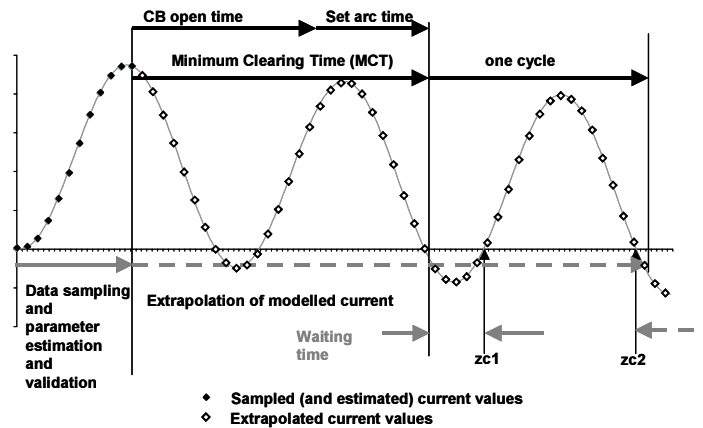 CB open time
Set arc time
Minimum Clearing Time (MCT)
one cycle
Data sampling
and
parameter
estimation
and
validation
Extrapolation of modelled current
Waiting
time
zc1
zc2
Sampled (and estimated) current values
Extrapolated current values